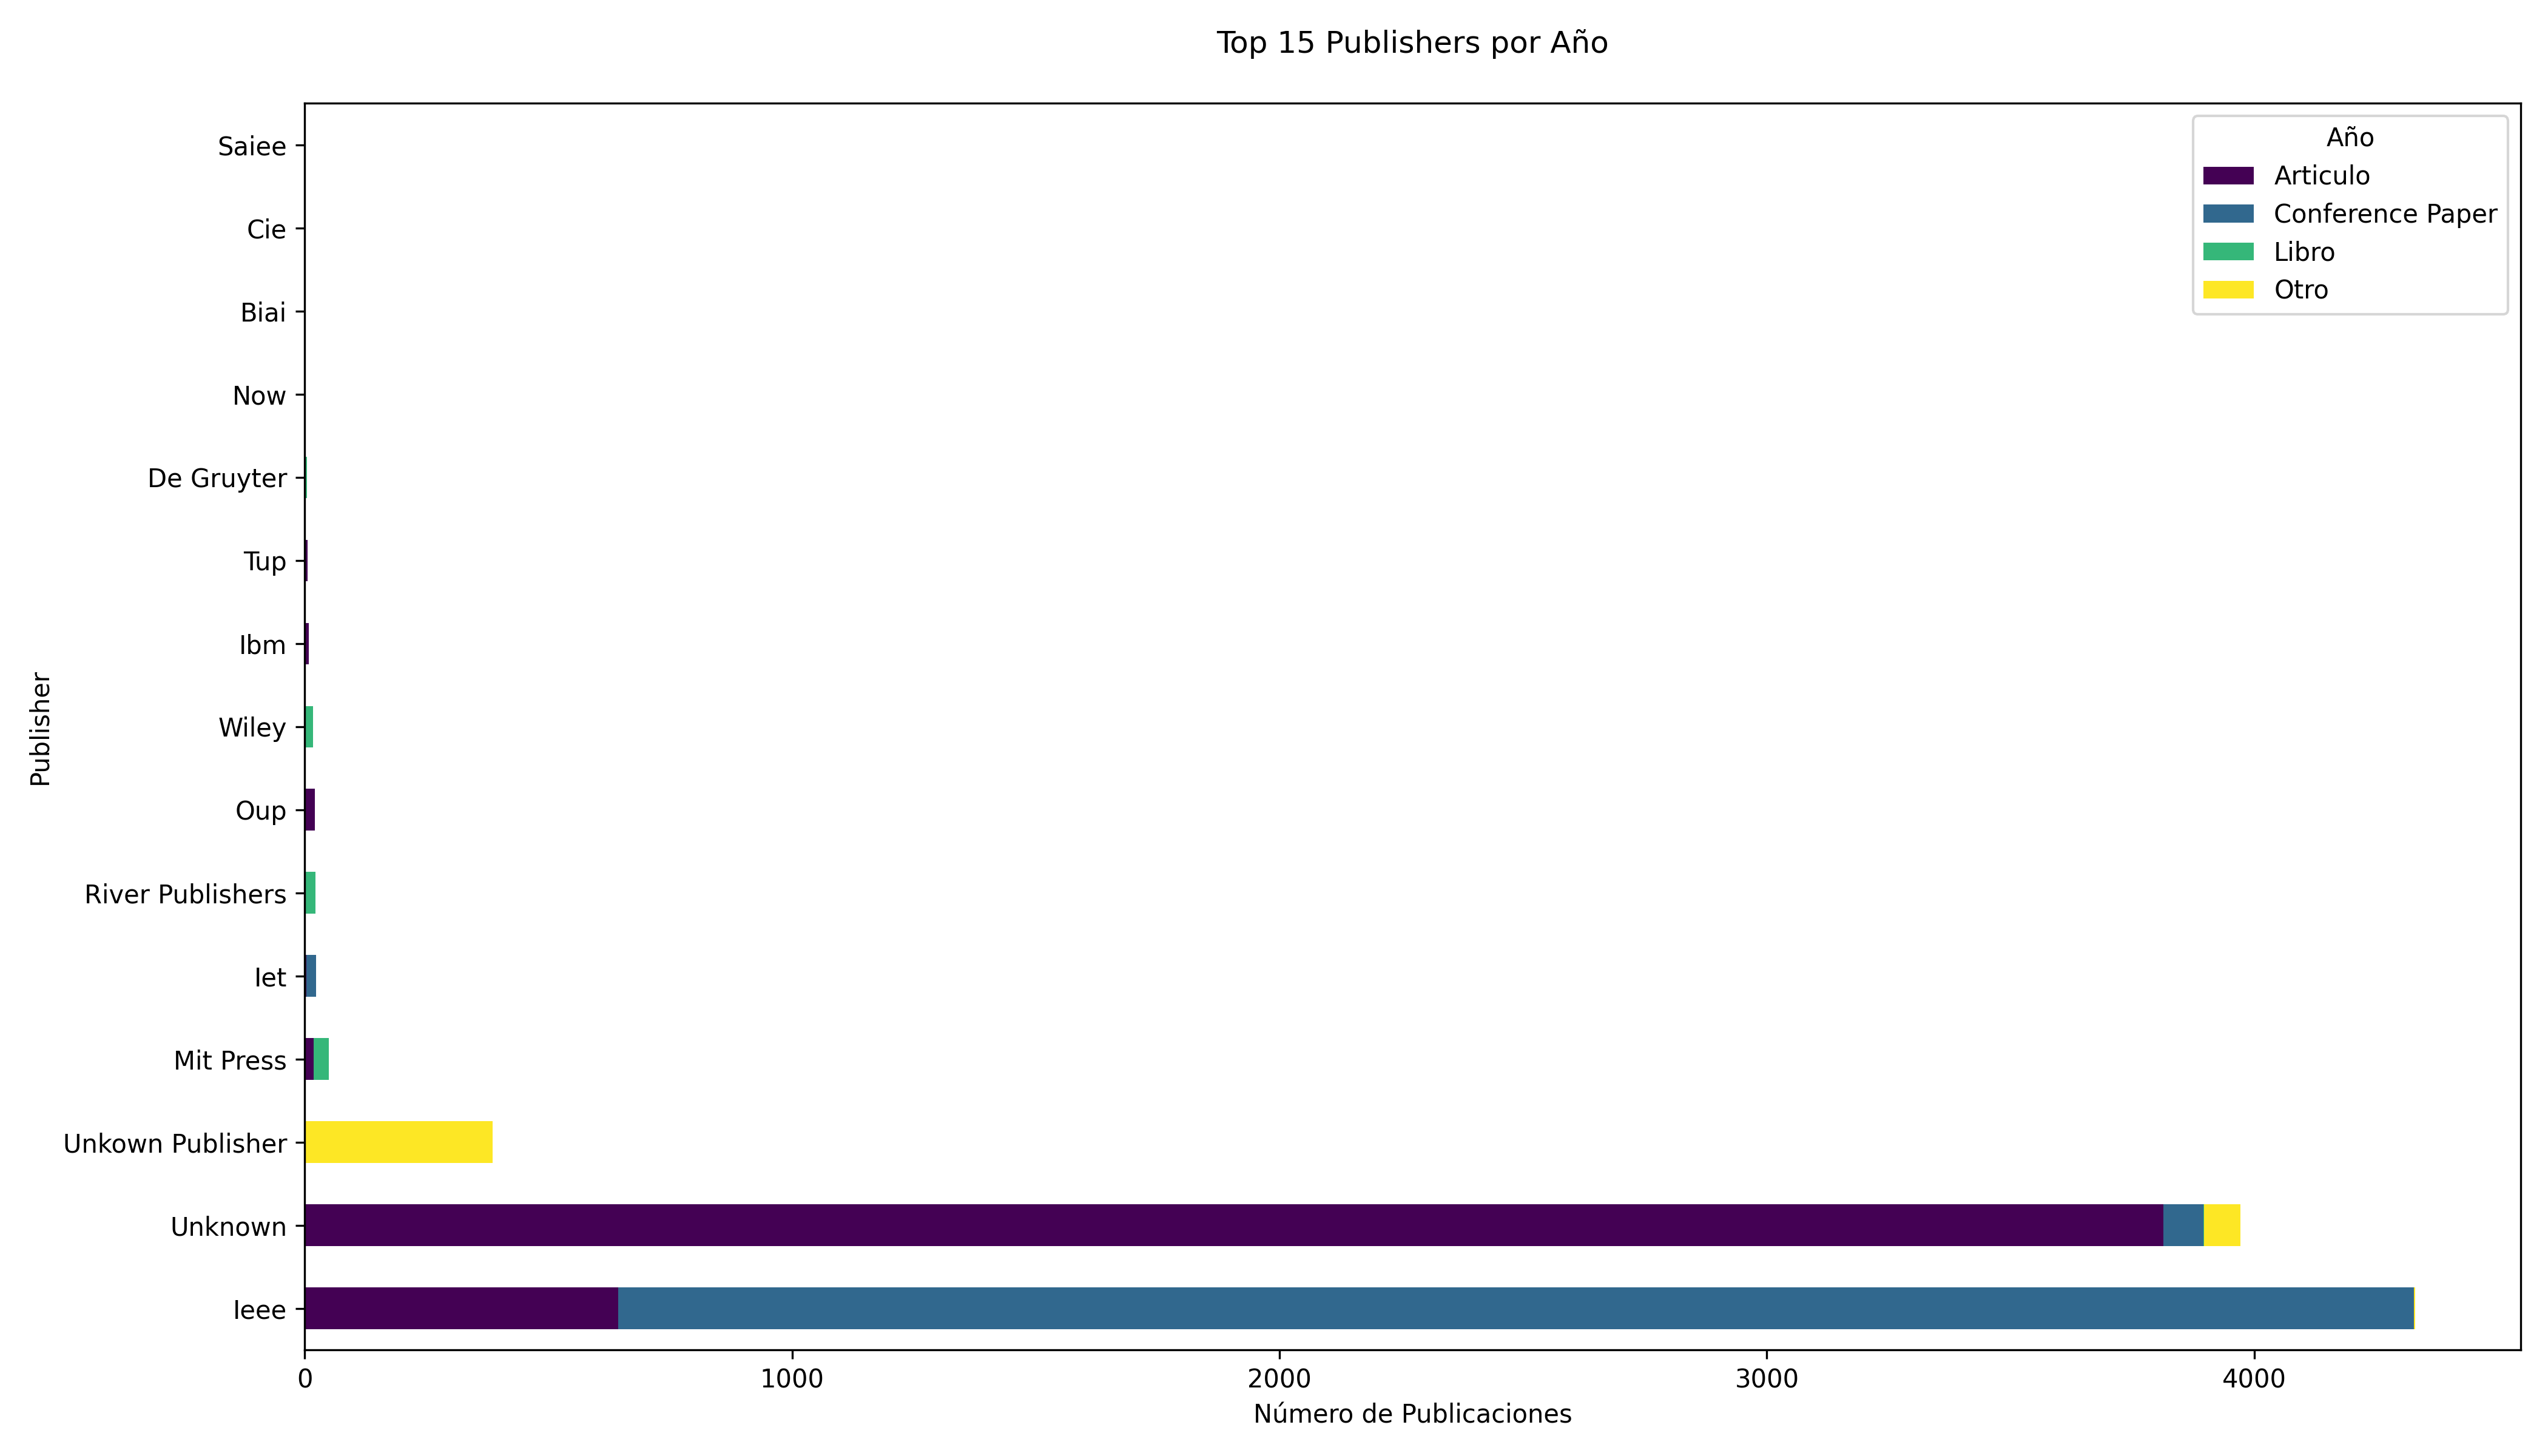 Top 15 Publishers por Año
Año
Articulo
Conference Paper
Libro
Otro
Publisher
Saiee
Cie
Biai
Now
De Gruyter
Tup
Ibm
Wiley
Oup
River Publishers
Iet
Mit Press
Unkown Publisher
Unknown
Ieee
0 1000 2000 3000 4000
Número de Publicaciones